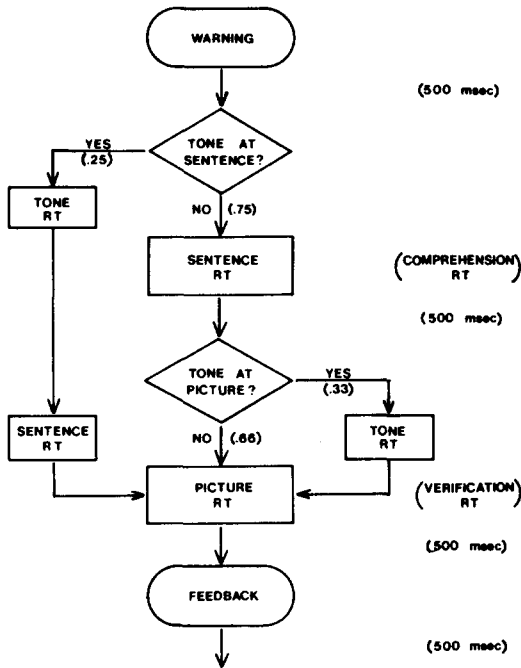 WARNING
(500 msec)
YES
(.25)
TONE AT
SENTENCE?
TONE
RT
NO (.75)
SENTENCE
RT
(COMPREHENSION
RT)
(500 msec)
TONE AT
PICTURE?
YES
(.33)
NO (.66)
SENTENCE
RT
TONE
RT
PICTURE
RT
(VERIFICATION
RT)
(500 msec)
FEEDBACK
(500 msec)